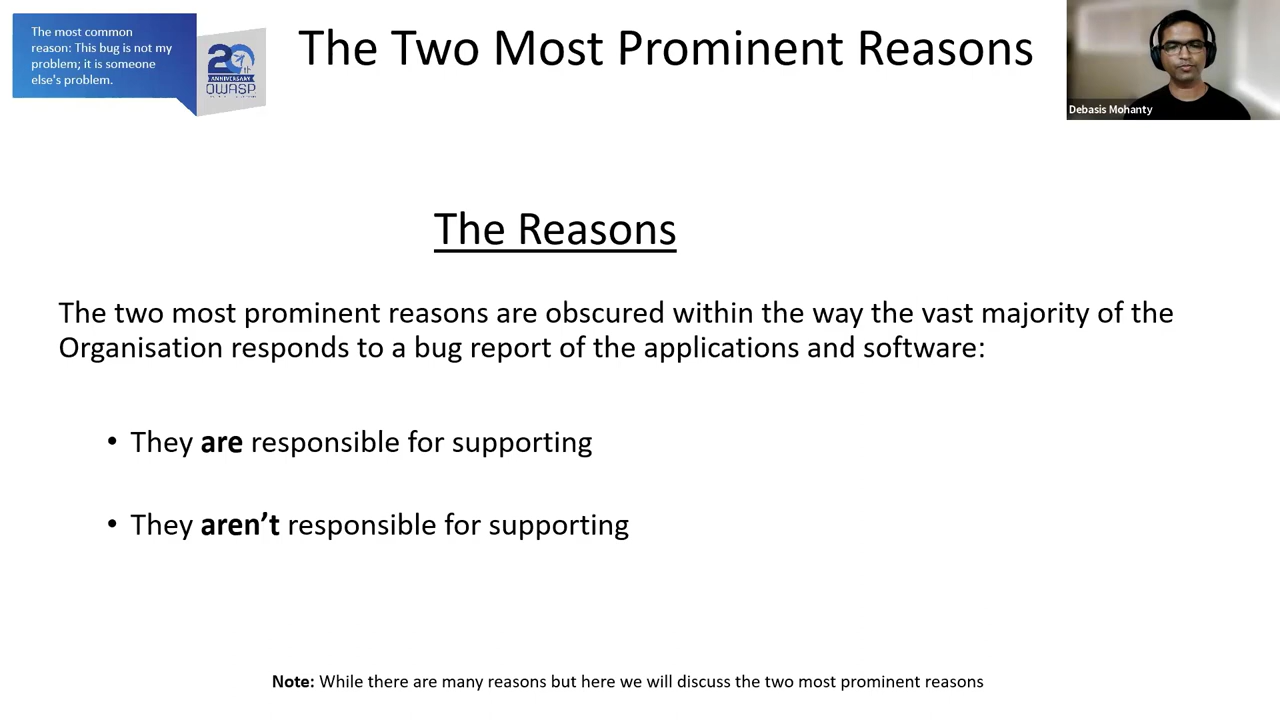 The most common
reason: This bug is not my
problem; it is someone
else's problem.
20
th
ANNIVERSARY
OWASP
The Two Most Prominent Reasons
Debasis Mohanty
The Reasons
The two most prominent reasons are obscured within the way the vast majority of the
Organisation responds to a bug report of the applications and software:
• They are responsible for supporting
• They aren’t responsible for supporting
Note: While there are many reasons but here we will discuss the two most prominent reasons